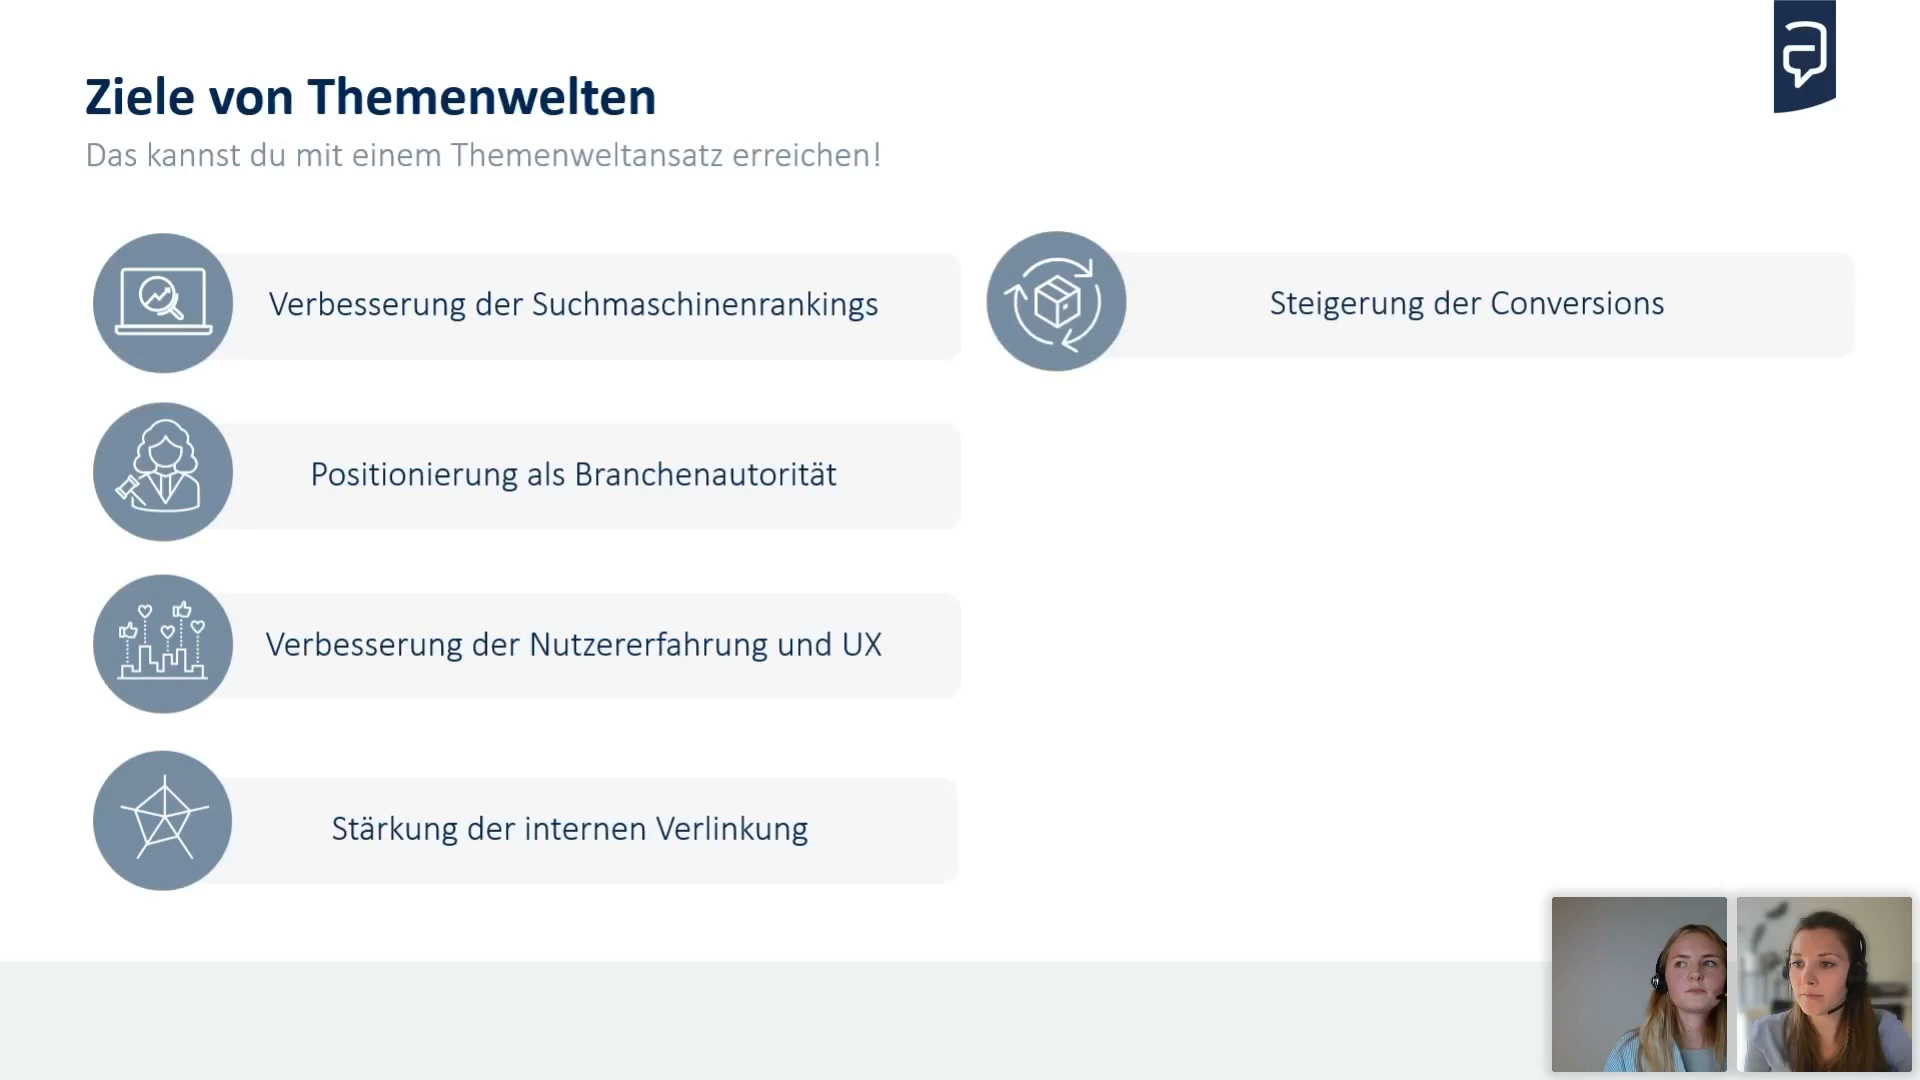 Ziele von Themenwelten
Das kannst du mit einem Themenweltansatz erreichen!
Verbesserung der Suchmaschinenrankings
Positionierung als Branchenautorität
Verbesserung der Nutzererfahrung und UX
Stärkung der internen Verlinkung
Steigerung der Conversions